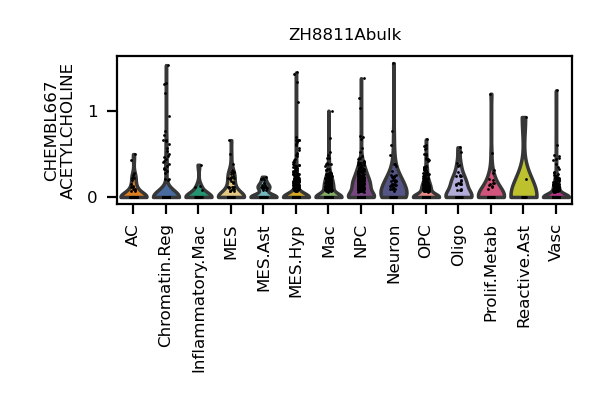 ZH8811Abulk
CHEMBL667
ACETYLCHOLINE
1
0
AC
Chromatin.Reg
Inflammatory.Mac
MES
MES.Ast
MES.Hyp
Mac
NPC
Neuron
OPC
Oligo
Prolif.Metab
Reactive.Ast
Vasc